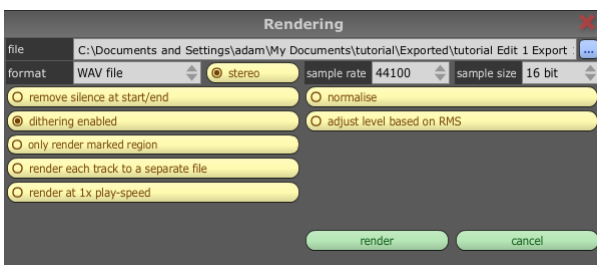 Rendering
file C:\Documents and Settings\adam\My Documents\tutorial\Exported\tutorial Edit 1 Export ...
format WAV file stereo sample rate 44100 sample size 16 bit
remove silence at start/end normalise
dithering enabled adjust level based on RMS
only render marked region
render each track to a separate file
render at 1x play-speed
render cancel